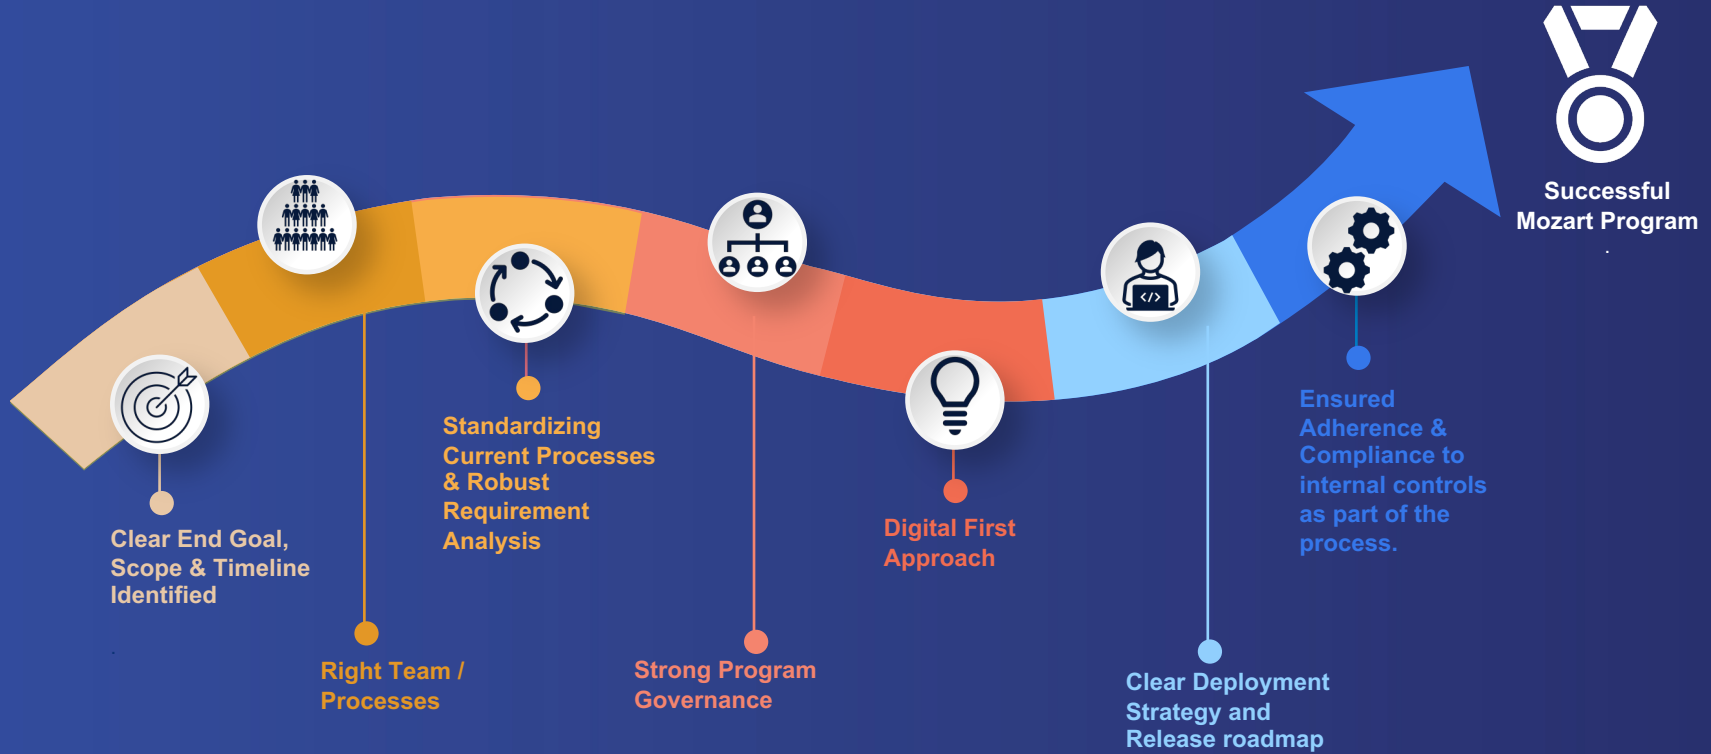 Successful
Mozart Program
.
Clear End Goal,
Scope & Timeline
Identified
Right Team /
Processes
Standardizing
Current Processes
& Robust
Requirement
Analysis
Strong Program
Governance
Digital First
Approach
</>
Clear Deployment
Strategy and
Release roadmap
Ensured
Adherence &
Compliance to
internal controls
as part of the
process.